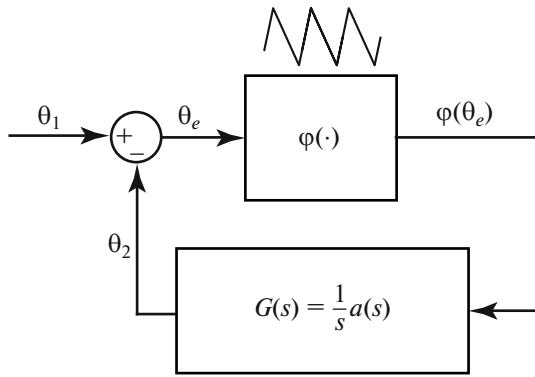 θ₁
+
−
θₑ
φ(·)
φ(θₑ)
θ₂
G(s) = 1/s a(s)